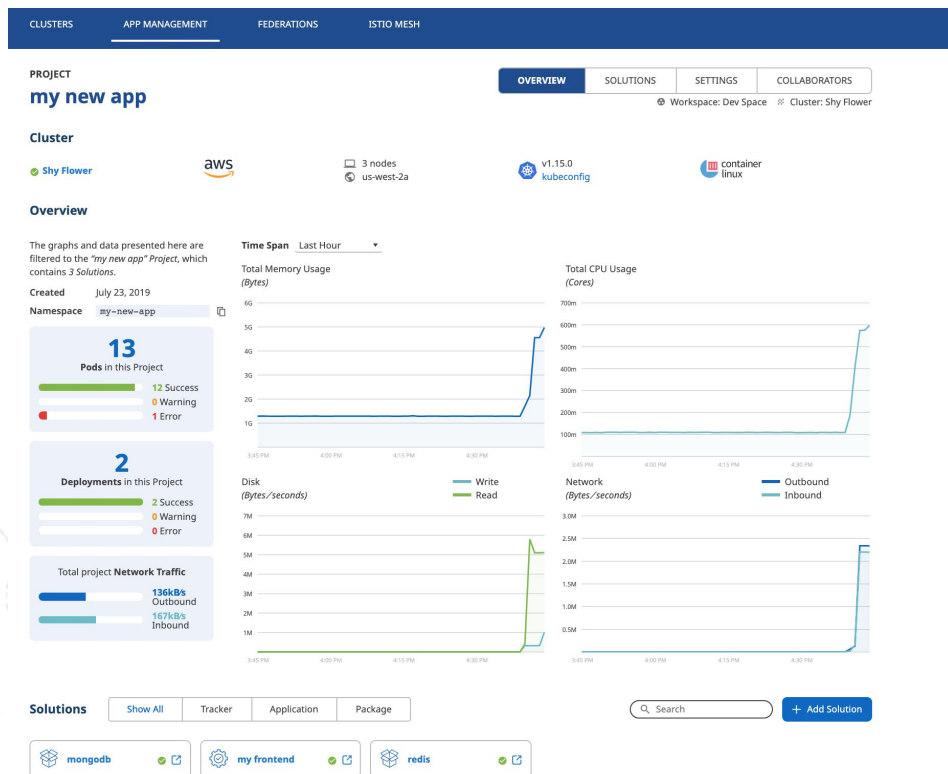 CLUSTERS APP MANAGEMENT FEDERATIONS ISTIO MESH
PROJECT
my new app
OVERVIEW SOLUTIONS SETTINGS COLLABORATORS
Workspace: Dev Space Cluster: Shy Flower
Cluster
Shy Flower
aws
3 nodes
us-west-2a
v1.15.0
kubeconfig
container
linux
Overview
The graphs and data presented here are
filtered to the “my new app” Project, which
contains 3 Solutions.
Created July 23, 2019
Namespace my-new-app
13
Pods in this Project
12 Success
0 Warning
1 Error
2
Deployments in this Project
2 Success
0 Warning
0 Error
Total project Network Traffic
136kB/s
Outbound
167kB/s
Inbound
Time Span Last Hour
Total Memory Usage
(Bytes)
6G
5G
4G
3G
2G
1G
3:45 PM 4:00 PM 4:15 PM 4:30 PM
Total CPU Usage
(Cores)
700m
600m
500m
400m
300m
200m
100m
3:45 PM 4:00 PM 4:15 PM 4:30 PM
Disk
(Bytes/seconds)
Write
Read
7M
6M
5M
4M
3M
2M
1M
3:45 PM 4:00 PM 4:15 PM 4:30 PM
Network
(Bytes/seconds)
Outbound
Inbound
3.0M
2.5M
2.0M
1.5M
1.0M
0.5M
3:45 PM 4:00 PM 4:15 PM 4:30 PM
Solutions Show All Tracker Application Package
Search
+ Add Solution
mongodb
my frontend
redis